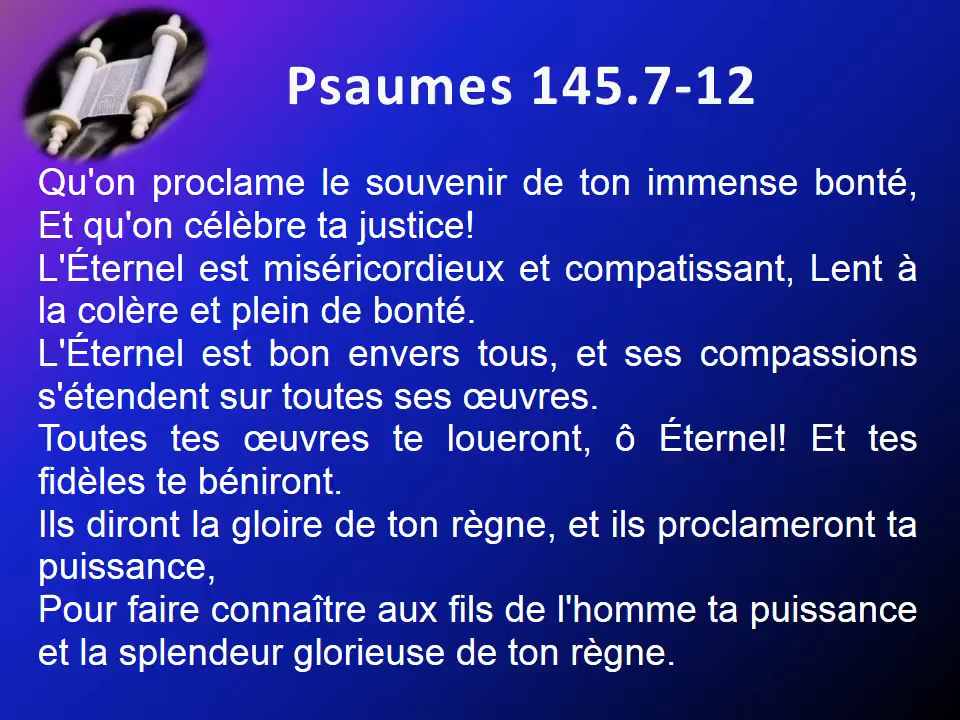 Psaumes 145.7-12
Qu'on proclame le souvenir de ton immense bonté,
Et qu'on célèbre ta justice!
L'Éternel est miséricordieux et compatissant, Lent à
la colère et plein de bonté.
L'Éternel est bon envers tous, et ses compassions
s'étendent sur toutes ses œuvres.
Toutes tes œuvres te loueront, ô Éternel! Et tes
fidèles te béniront.
Ils diront la gloire de ton règne, et ils proclameront ta
puissance,
Pour faire connaître aux fils de l'homme ta puissance
et la splendeur glorieuse de ton règne.